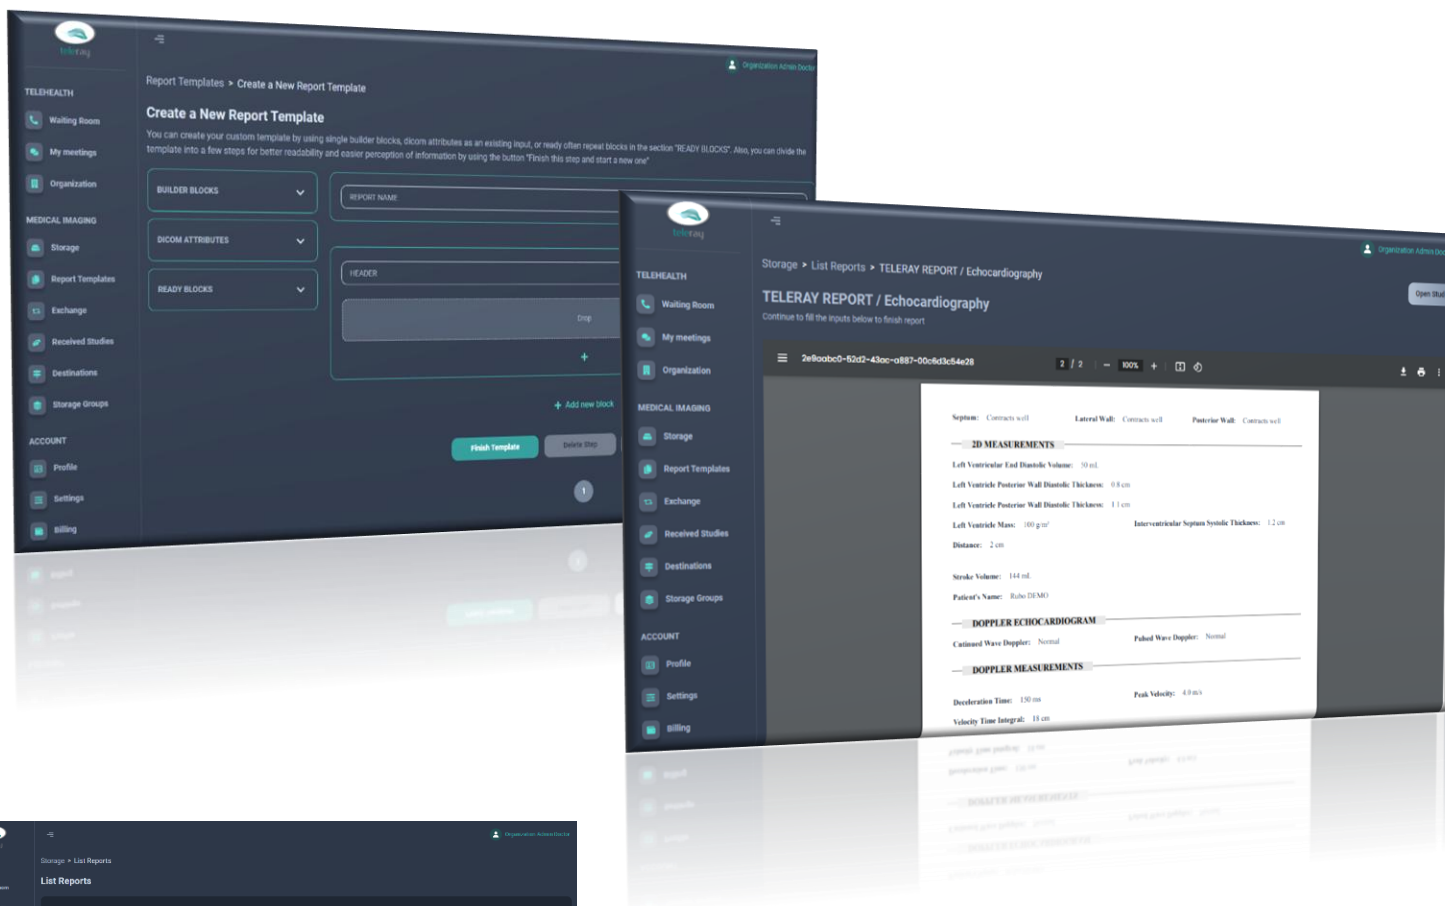 teleray
Organization Admin Doctor
TELEHEALTH
Waiting Room
My meetings
Organization
MEDICAL IMAGING
Storage
Report Templates
Exchange
Received Studies
Destinations
Storage Groups
ACCOUNT
Profile
Settings
Billing
Report Templates > Create a New Report Template
Create a New Report Template
You can create your custom template by using single builder blocks, dicom attributes as an existing input, or ready often repeat blocks in the section "READY BLOCKS". Also, you can divide the
template into a few steps for better readability and easier perception of information by using the button "Finish this step and start a new one"
BUILDER BLOCKS
DICOM ATTRIBUTES
READY BLOCKS
REPORT NAME
HEADER
Drop
+
+ Add new block
Finish Template
Delete Step
1
teleray
Organization Admin Do
TELEHEALTH
Waiting Room
My meetings
Organization
MEDICAL IMAGING
Storage
Report Templates
Exchange
Received Studies
Destinations
Storage Groups
ACCOUNT
Profile
Settings
Billing
Storage > List Reports > TELERAY REPORT / Echocardiography
TELERAY REPORT / Echocardiography
Continue to fill the inputs below to finish report
Open Stud
2e9aabc0-52d2-43ac-a887-00c6d3c54e28
2 / 2
100%
Septum: Contracts well Lateral Wall: Contracts well Posterior Wall: Contracts well
2D MEASUREMENTS
Left Ventricular End Diastolic Volume: 50 mL
Left Ventricle Posterior Wall Diastolic Thickness: 0.8 cm
Left Ventricle Posterior Wall Diastolic Thickness: 1.1 cm
Left Ventricle Mass: 100 g/m² Interventricular Septum Systolic Thickness: 1.2 cm
Distance: 2 cm
Stroke Volume: 144 mL
Patient's Name: Rubo DEMO
DOPPLER ECHOCARDIOGRAM
Cutinued Wave Doppler: Normal Pulsed Wave Doppler: Normal
DOPPLER MEASUREMENTS
Deceleration Time: 150 ms Peak Velocity: 4.0 m/s
Velocity Time Integral: 18 cm
Organization Admin Doctor
Storage > List Reports
List Reports